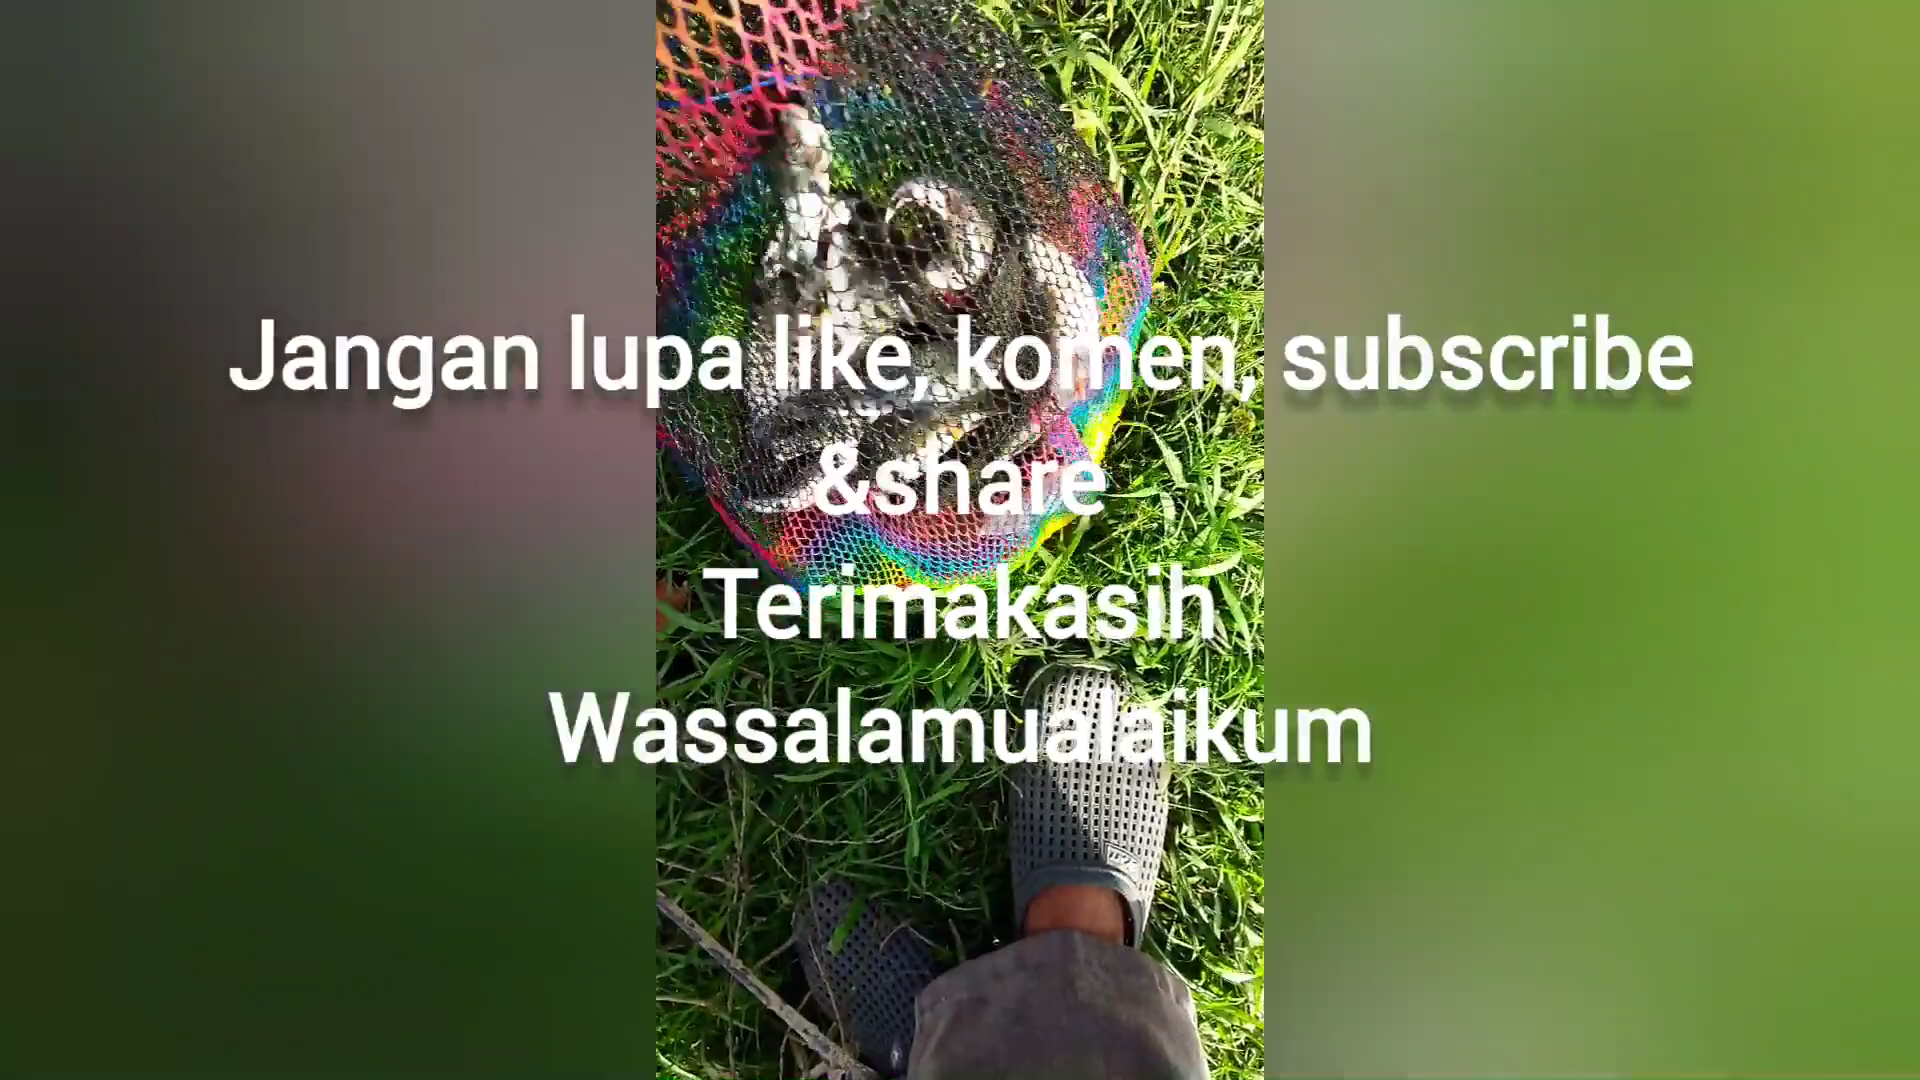 Jangan lupa like, komen, subscribe
&share
Terimakasih
Wassalamualaikum